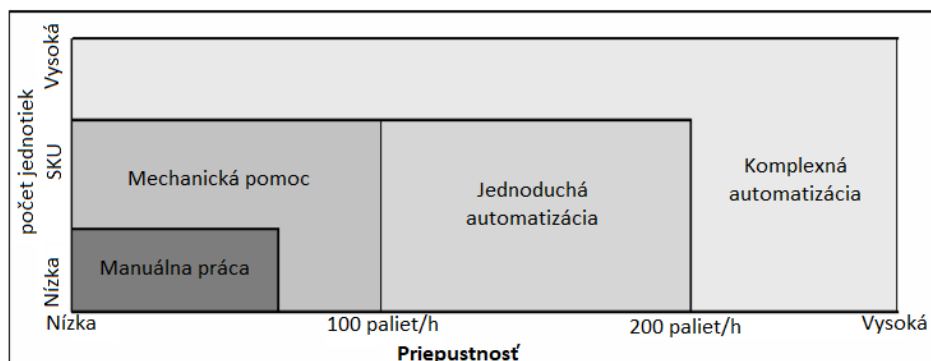 Vysoká
počet jednotiek
SKU
Nízka
Mechanická pomoc
Manuálna práca
Jednoduchá
automatizácia
Komplexná
automatizácia
Nízka
100 paliet/h
200 paliet/h
Vysoká
Priepustnosť